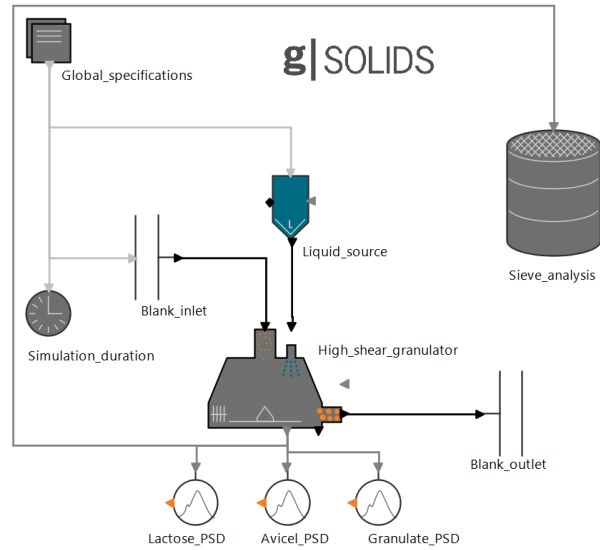 g|SOLIDS
Global_specifications
Liquid_source
Sieve_analysis
Blank_inlet
Simulation_duration
High_shear_granulator
Blank_outlet
Lactose_PSD
Avicel_PSD
Granulate_PSD
L